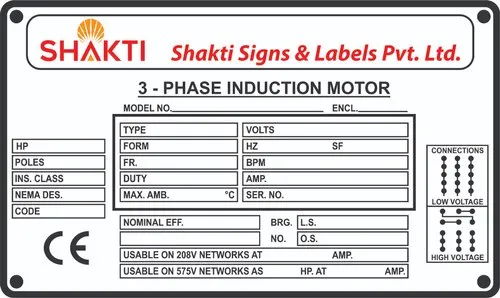 SHAKTI
Shakti Signs & Labels Pvt. Ltd.
3 - PHASE INDUCTION MOTOR
MODEL NO. ENCL.
TYPE VOLTS
HP FORM HZ SF
POLES FR. BPM
INS. CLASS DUTY AMP.
NEMA DES. MAX. AMB. °C SER. NO.
CODE
CONNECTIONS
LOW VOLTAGE
HIGH VOLTAGE
CE
NOMINAL EFF. BRG. L.S.
NO. O.S.
USABLE ON 208V NETWORKS AT AMP.
USABLE ON 575V NETWORKS AS HP. AT AMP.